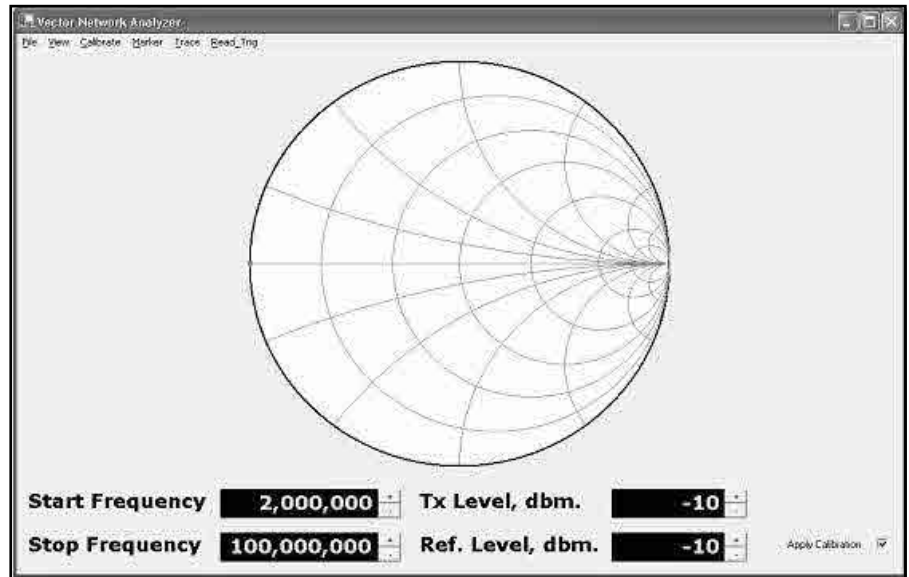 Vector Network Analyzer
File View Calibrate Marker Trace Read_Trig
Start Frequency 2,000,000 Tx Level, dbm. -10
Stop Frequency 100,000,000 Ref. Level, dbm. -10
Apply Calibration